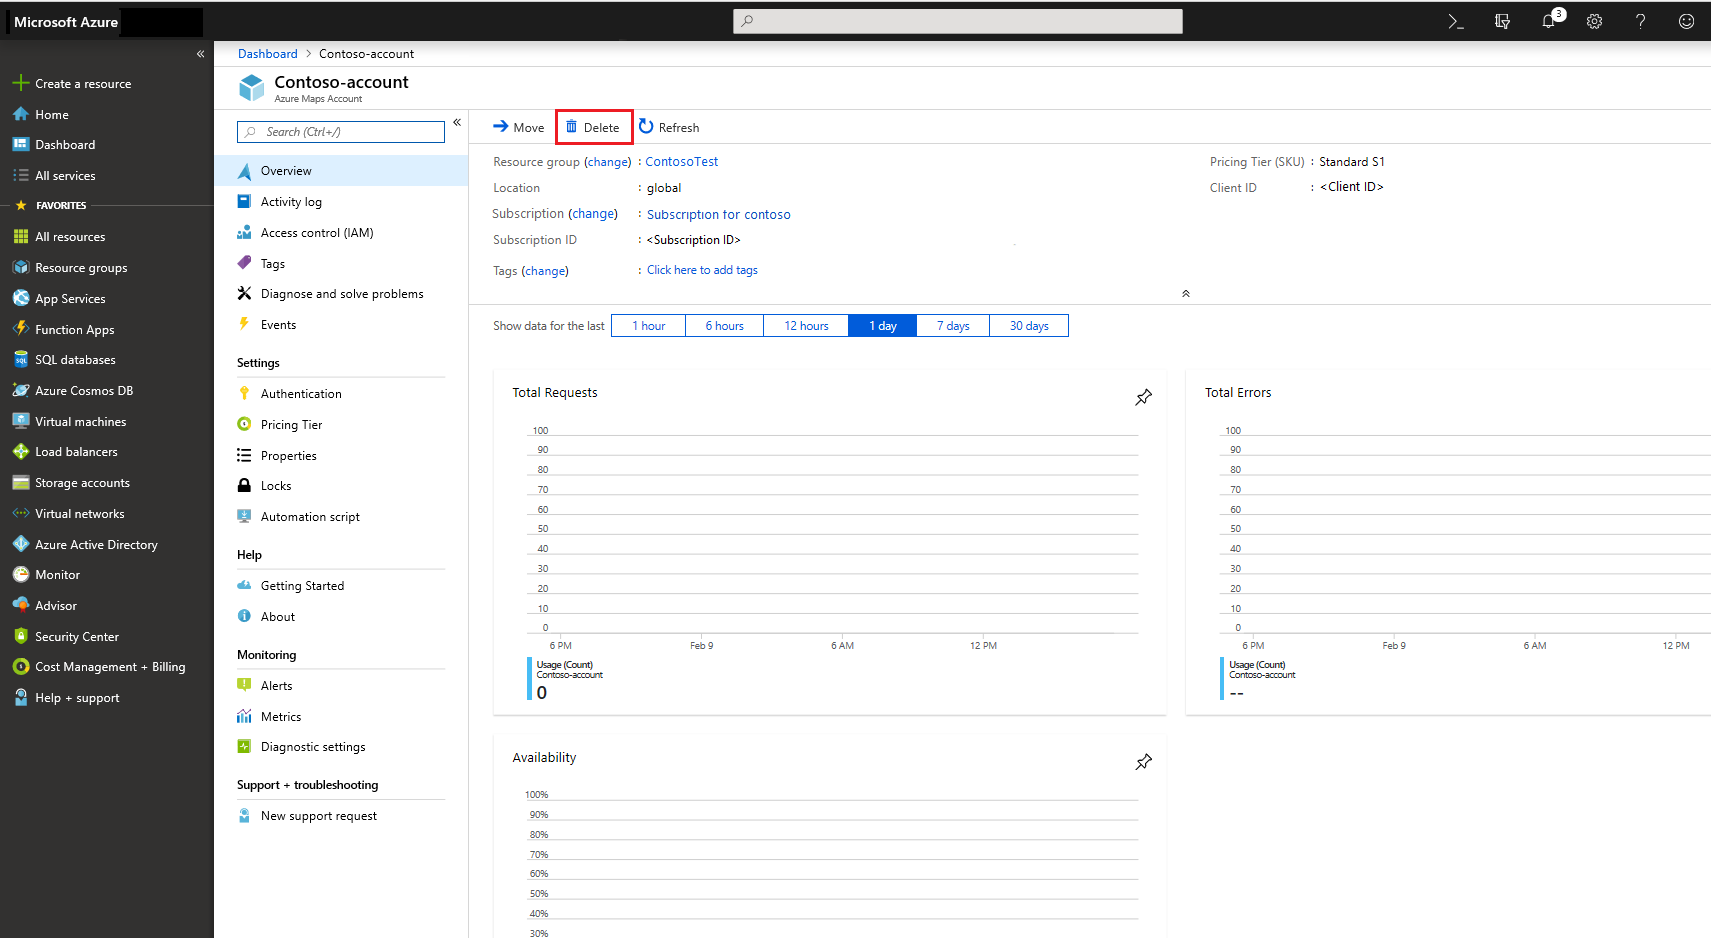 Microsoft Azure
3
Create a resource
Home
Dashboard
All services
FAVORITES
All resources
Resource groups
App Services
Function Apps
SQL databases
Azure Cosmos DB
Virtual machines
Load balancers
Storage accounts
Virtual networks
Azure Active Directory
Monitor
Advisor
Security Center
Cost Management + Billing
Help + support
Dashboard > Contoso-account
Contoso-account
Azure Maps Account
Search (Ctrl+/)
Overview
Activity log
Access control (IAM)
Tags
Diagnose and solve problems
Events
Settings
Authentication
Pricing Tier
Properties
Locks
Automation script
Help
Getting Started
About
Monitoring
Alerts
Metrics
Diagnostic settings
Support + troubleshooting
New support request
Move Delete Refresh
Resource group (change) : ContosoTest
Location : global
Subscription (change) : Subscription for contoso
Subscription ID : <Subscription ID>
Tags (change) : Click here to add tags
Pricing Tier (SKU) : Standard S1
Client ID : <Client ID>
Show data for the last 1 hour 6 hours 12 hours 1 day 7 days 30 days
Total Requests
100
90
80
70
60
50
40
30
20
10
0
6 PM Feb 9 6 AM 12 PM
Usage (Count)
Contoso-account
0
Total Errors
100
90
80
70
60
50
40
30
20
10
0
6 PM Feb 9 6 AM 12 PM
Usage (Count)
Contoso-account
--
Availability
100%
90%
80%
70%
60%
50%
40%
30%